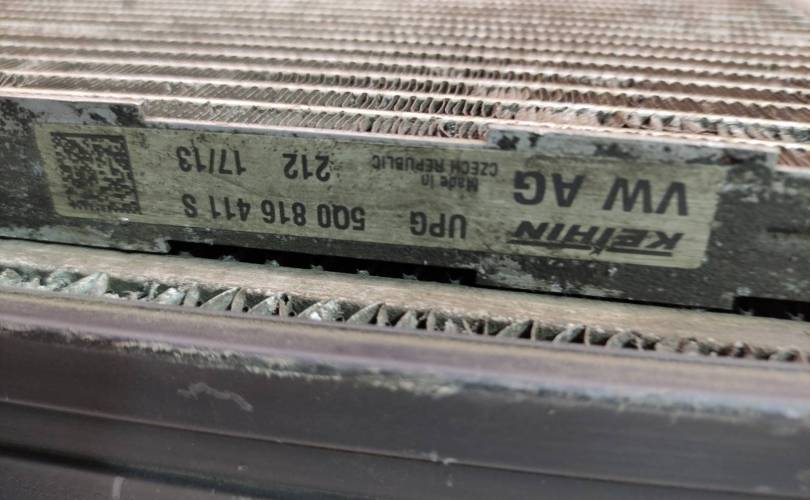 KEIHIN UPG 5Q0 816 411 S
VW AG Made in
CZECH REPUBLIC 212 17/13